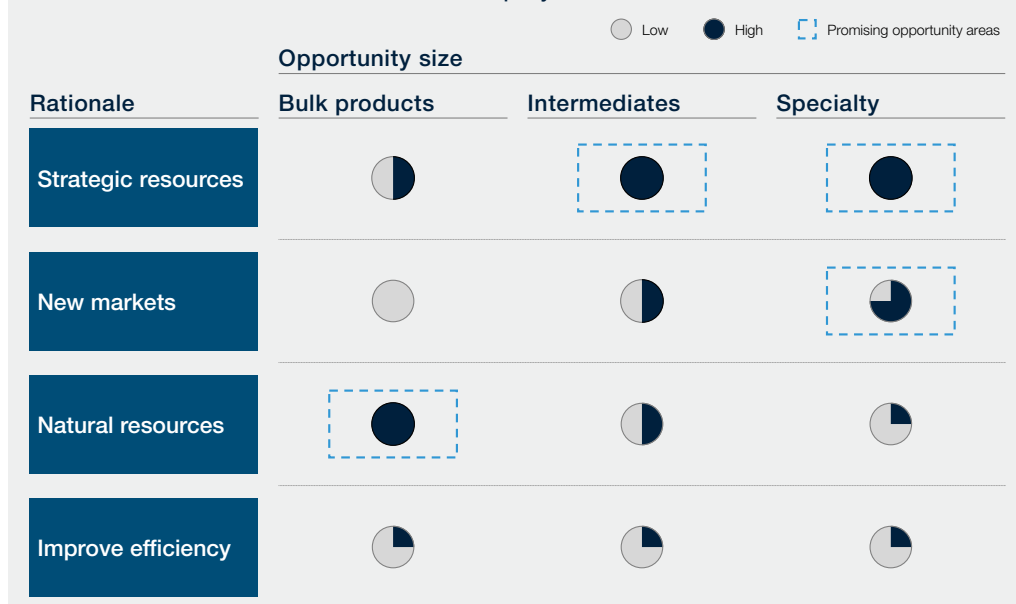 Low High Promising opportunity areas
Opportunity size
Rationale Bulk products Intermediates Specialty
Strategic resources
New markets
Natural resources
Improve efficiency